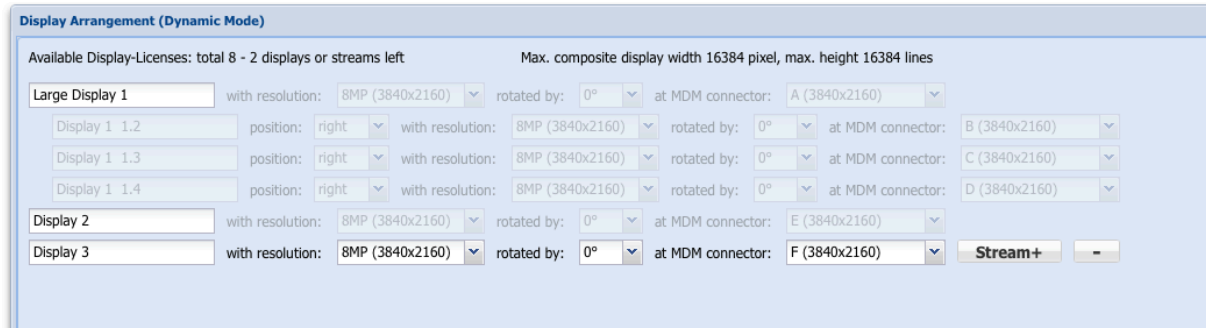 Display Arrangement (Dynamic Mode)
Available Display-Licenses: total 8 - 2 displays or streams left Max. composite display width 16384 pixel, max. height 16384 lines
Large Display 1 with resolution: 8MP (3840x2160) rotated by: 0° at MDM connector: A (3840x2160)
Display 1 1.2 position: right with resolution: 8MP (3840x2160) rotated by: 0° at MDM connector: B (3840x2160)
Display 1 1.3 position: right with resolution: 8MP (3840x2160) rotated by: 0° at MDM connector: C (3840x2160)
Display 1 1.4 position: right with resolution: 8MP (3840x2160) rotated by: 0° at MDM connector: D (3840x2160)
Display 2 with resolution: 8MP (3840x2160) rotated by: 0° at MDM connector: E (3840x2160)
Display 3 with resolution: 8MP (3840x2160) rotated by: 0° at MDM connector: F (3840x2160) Stream+ -